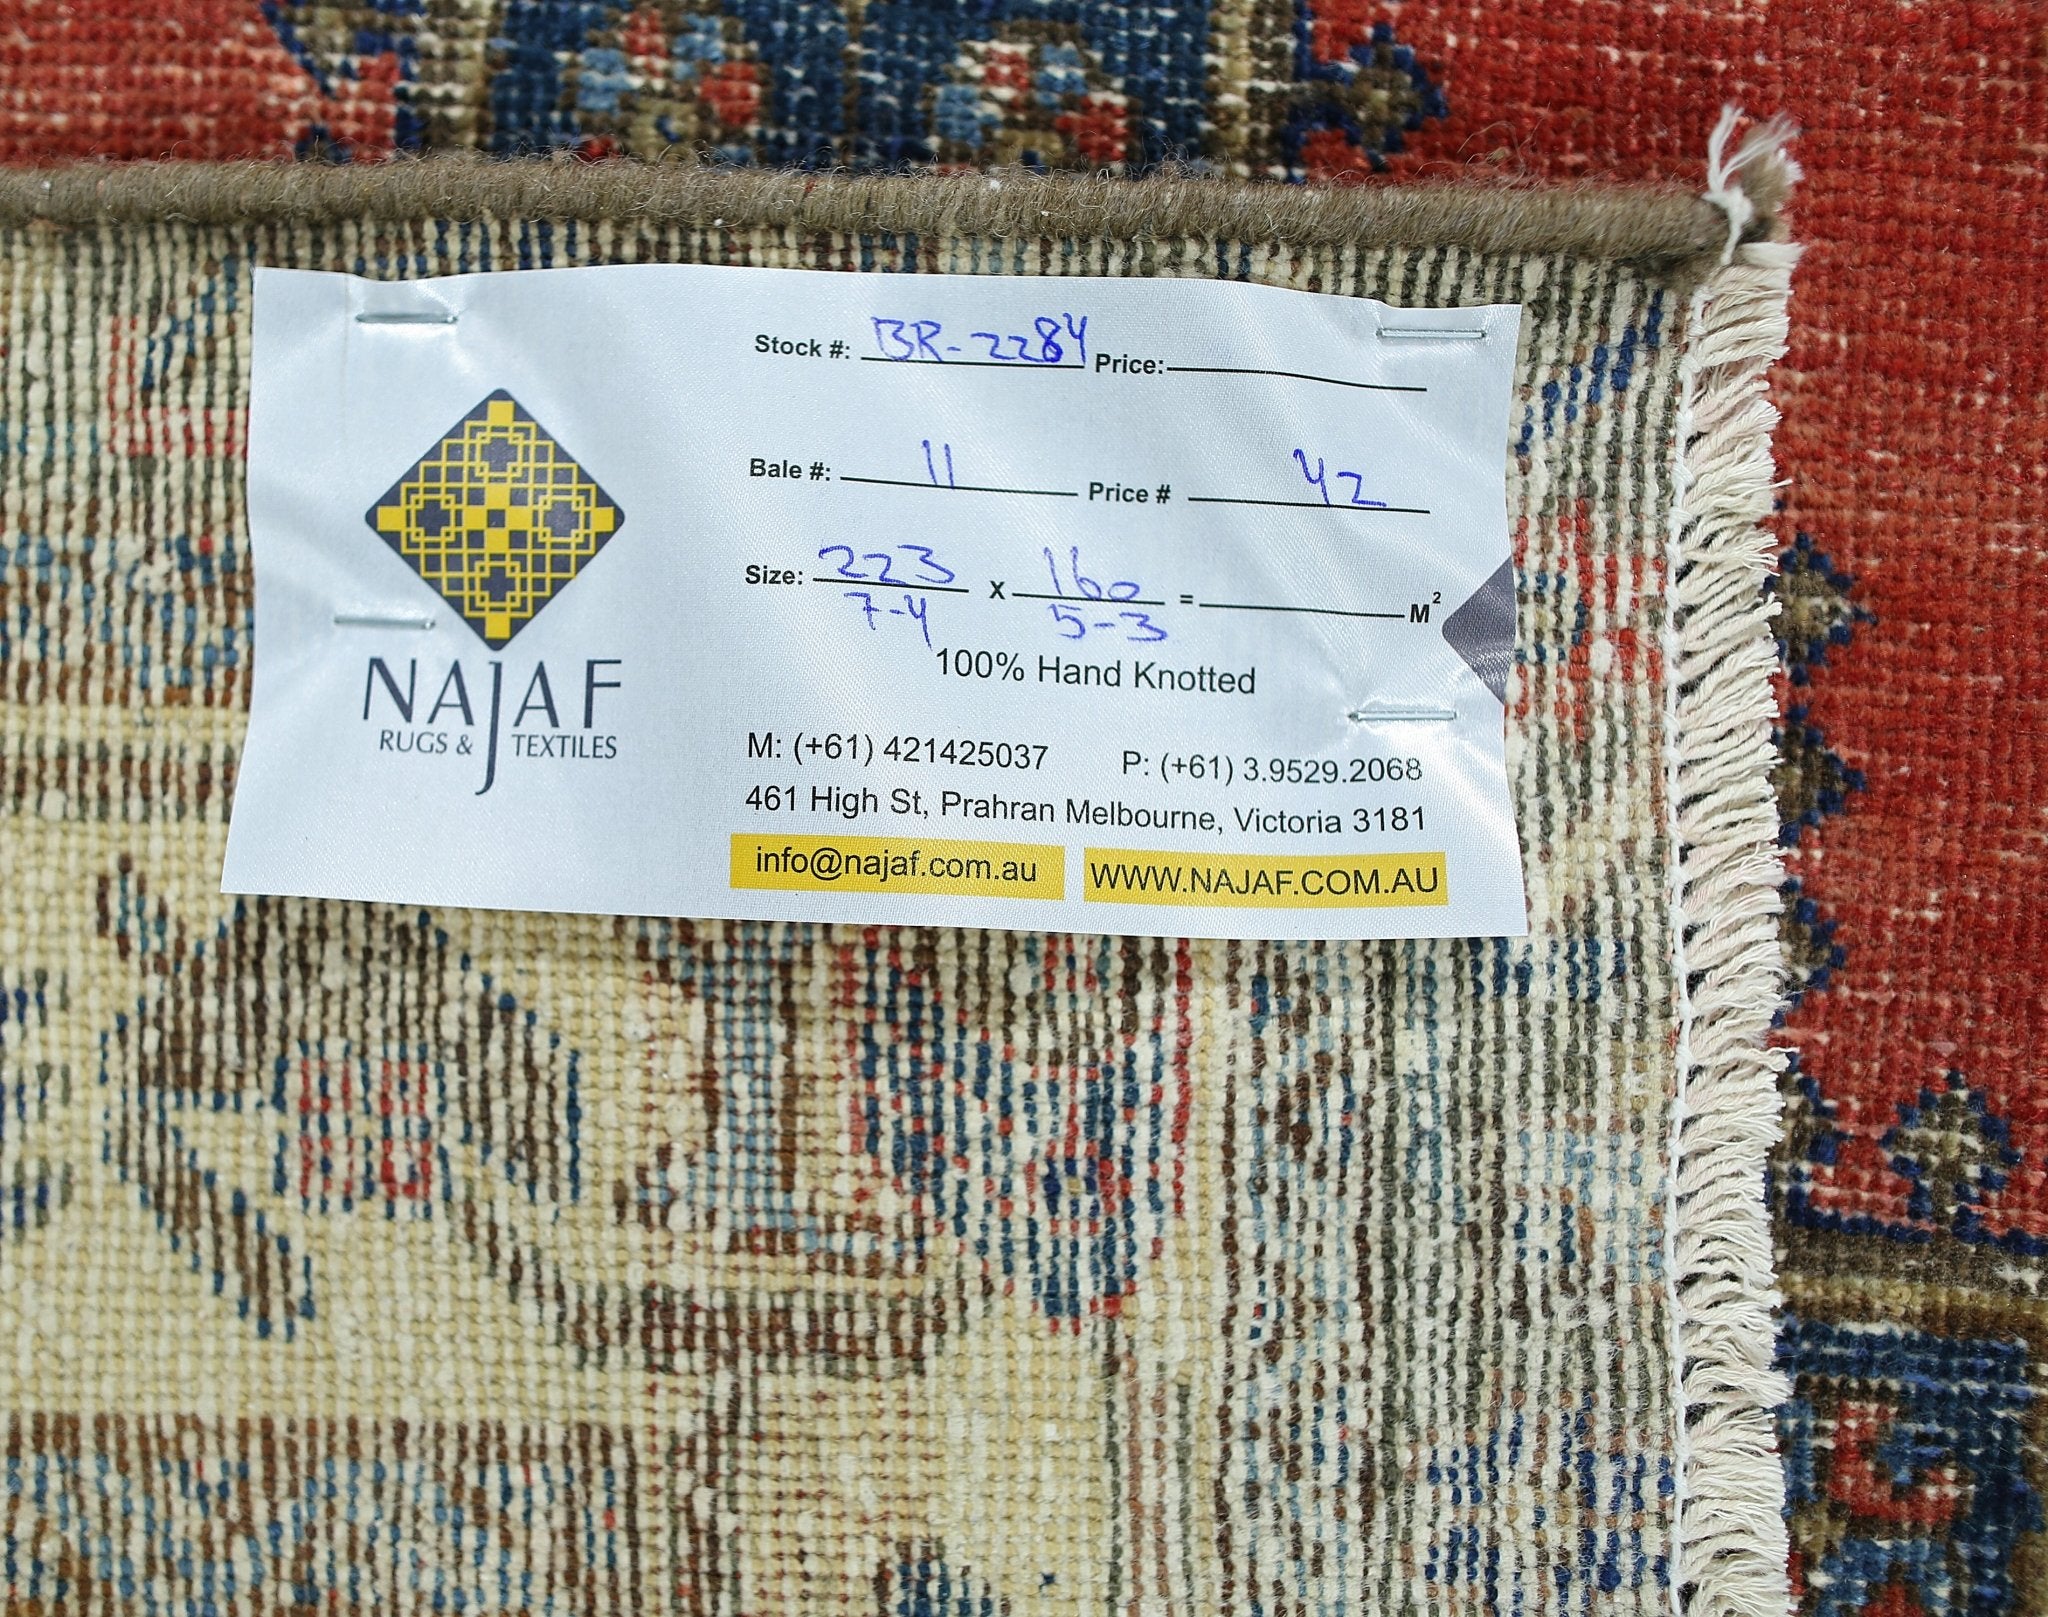 NAJAF
RUGS & TEXTILES
Stock #: BR-2284 Price:
Bale #: 11 Price # 42
Size: 223 x 160 = M²
7-4 5-3
100% Hand Knotted
M: (+61) 421425037 P: (+61) 3.9529.2068
461 High St, Prahran Melbourne, Victoria 3181
info@najaf.com.au WWW.NAJAF.COM.AU